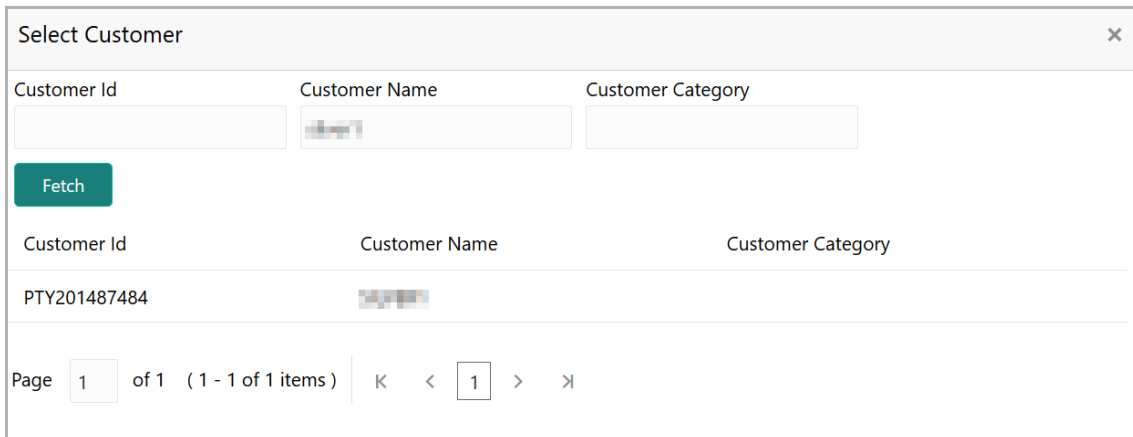 Select Customer
Customer Id Customer Name Customer Category
Fetch
Customer Id Customer Name Customer Category
PTY201487484
Page 1 of 1 ( 1 - 1 of 1 items ) 1